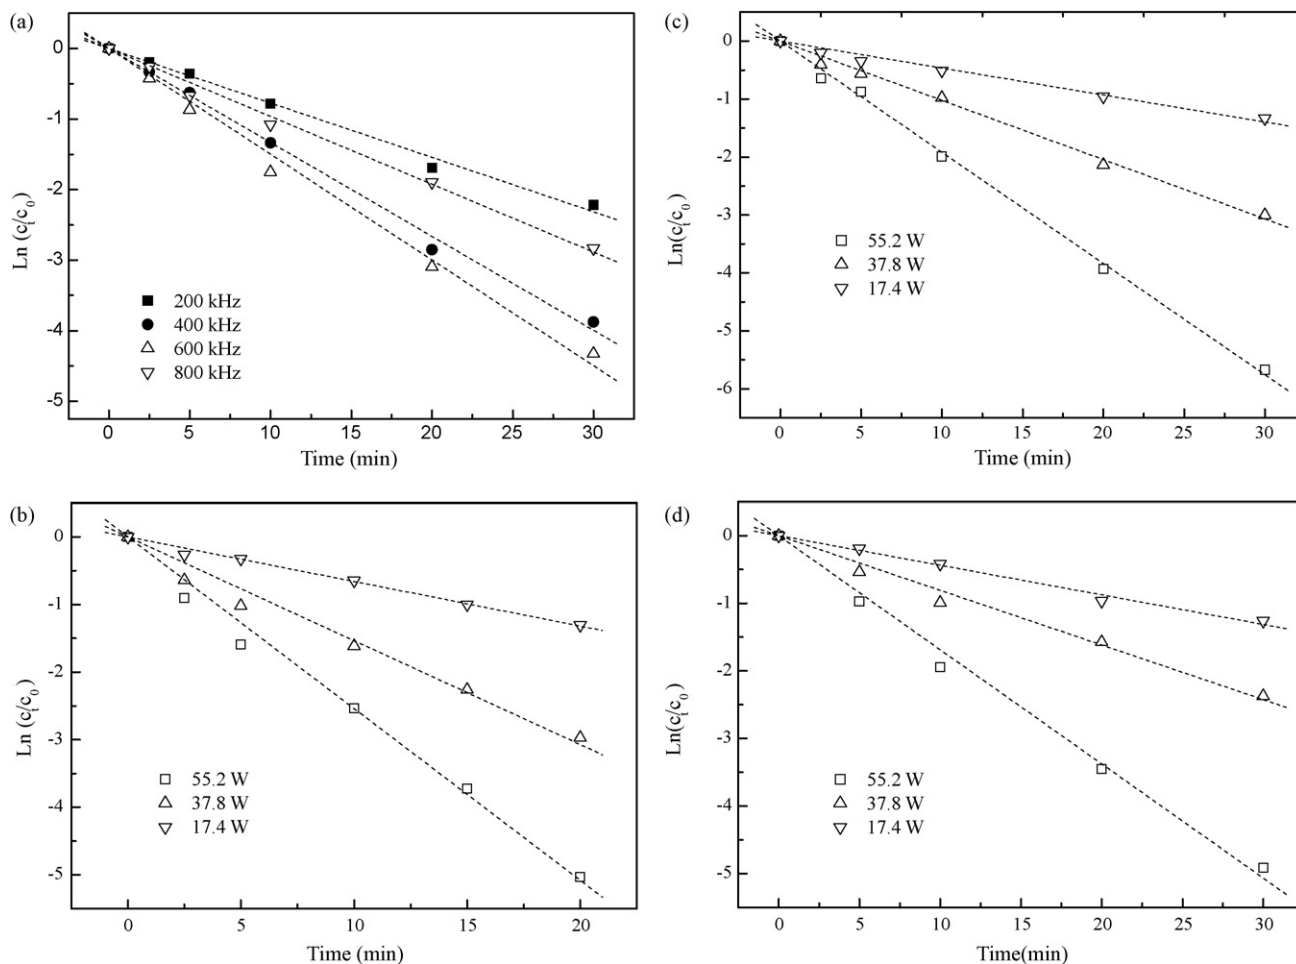 (a)
0
-1
-2
-3
-4
-5
Ln (c_t/c_0)
200 kHz
400 kHz
600 kHz
800 kHz
0 5 10 15 20 25 30
Time (min)
(c)
0
-1
-2
-3
-4
-5
-6
Ln(c_t/c_0)
55.2 W
37.8 W
17.4 W
0 5 10 15 20 25 30
Time (min)
(b)
0
-1
-2
-3
-4
-5
Ln (c_t/c_0)
55.2 W
37.8 W
17.4 W
0 5 10 15 20
Time (min)
(d)
0
-1
-2
-3
-4
-5
Ln(c_t/c_0)
55.2 W
37.8 W
17.4 W
0 5 10 15 20 25 30
Time(min)